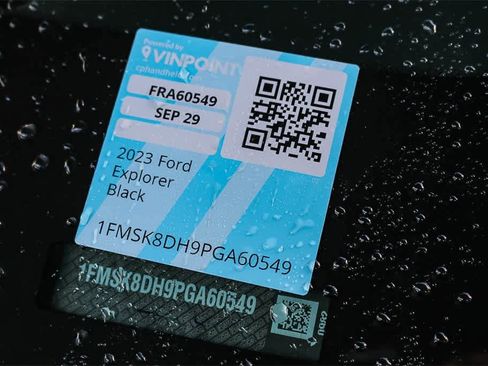 Powered by
VINPOINT
cphandheld.com
FRA60549
SEP 29
2023 Ford
Explorer
Black
1FMSK8DH9PGA60549
1FMSK8DH9PGA60549